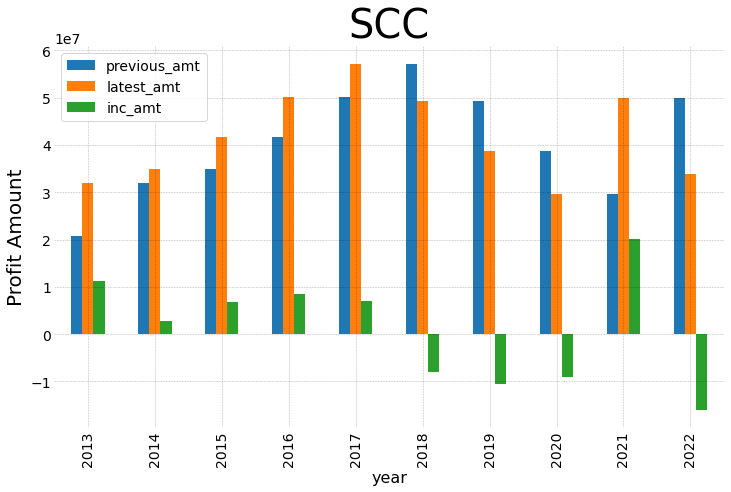 SCC
1e7
previous_amt
latest_amt
inc_amt
6
5
4
3
2
1
0
−1
Profit Amount
2013 2014 2015 2016 2017 2018 2019 2020 2021 2022
year